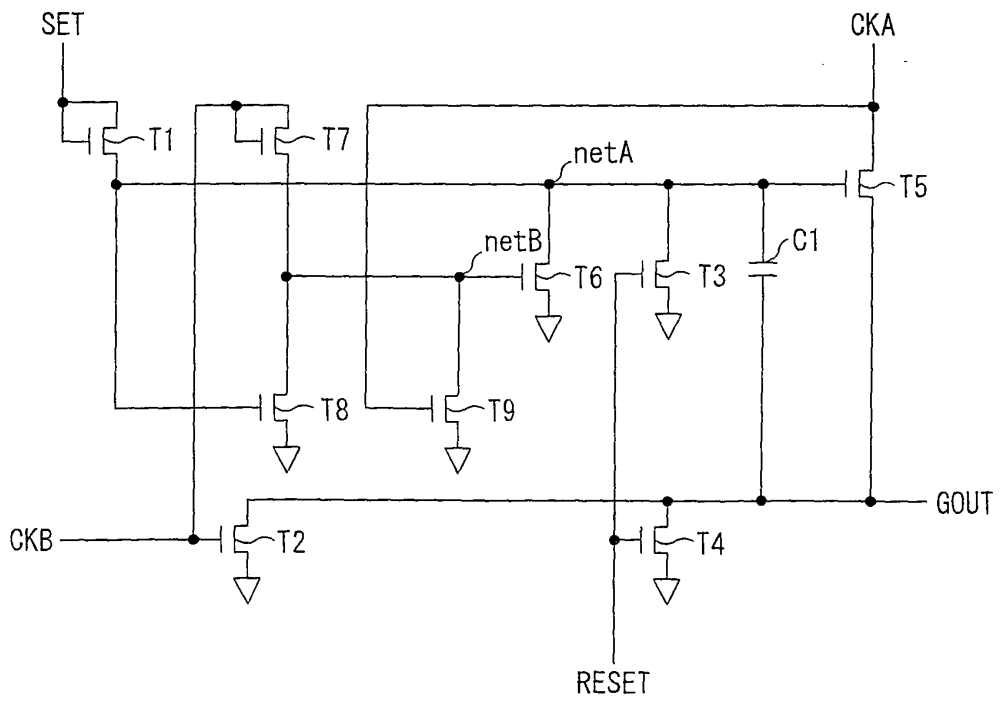 SET
CKA
T1
T7
netA
T5
netB
C1
T6
T3
T8
T9
GOUT
CKB
T2
T4
RESET